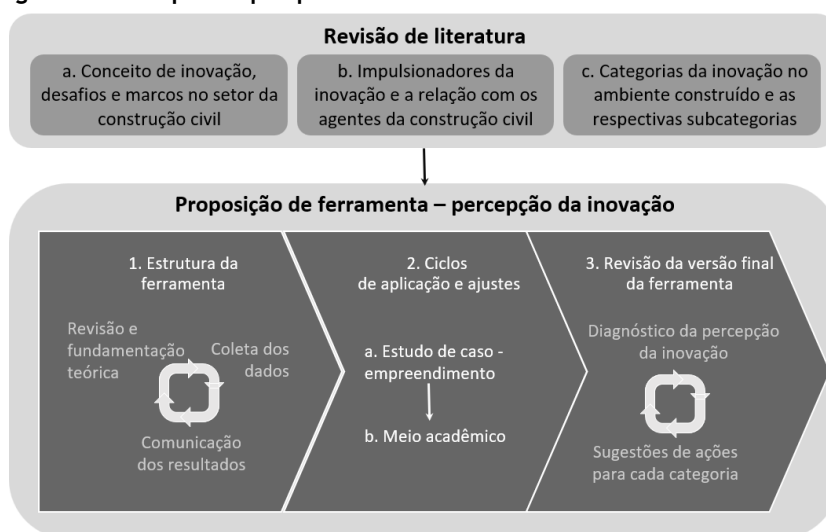 Revisão de literatura
a. Conceito de inovação,
desafios e marcos no setor da
construção civil
b. Impulsionadores da
inovação e a relação com os
agentes da construção civil
c. Categorias da inovação no
ambiente construído e as
respectivas subcategorias
Proposição de ferramenta – percepção da inovação
1. Estrutura da
ferramenta
Revisão e
fundamentação
teórica
Coleta dos
dados
Comunicação
dos resultados
2. Ciclos
de aplicação e ajustes
a. Estudo de caso -
empreendimento
b. Meio acadêmico
3. Revisão da versão final
da ferramenta
Diagnóstico da percepção
da inovação
Sugestões de ações
para cada categoria